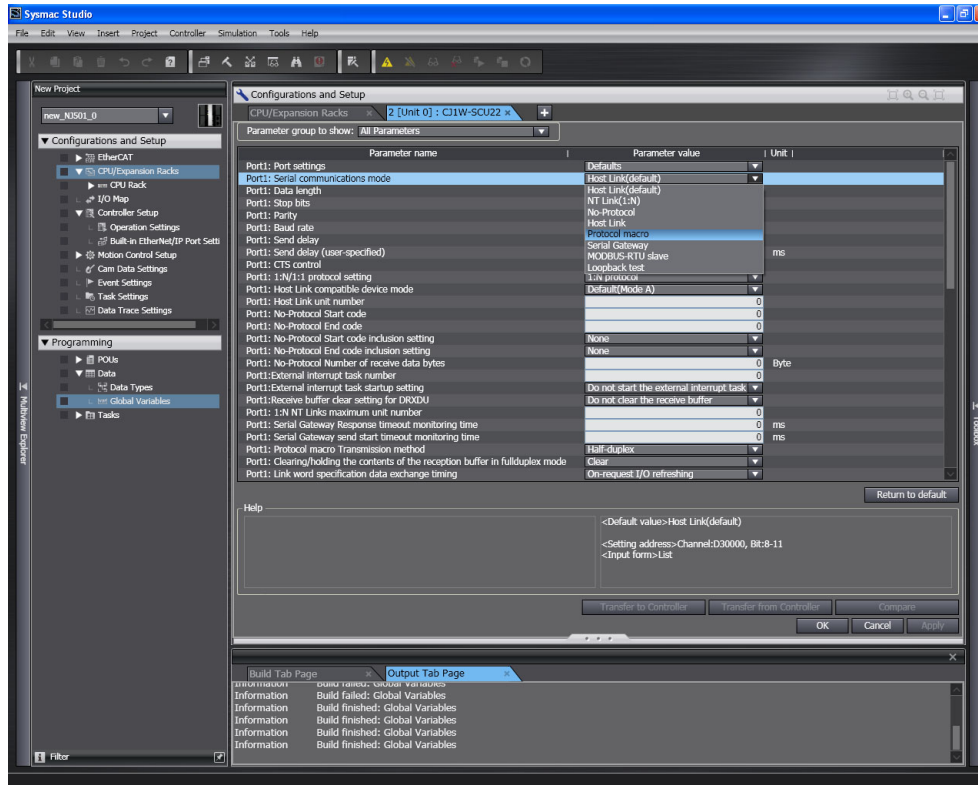 Sysmac Studio
File Edit View Insert Project Controller Simulation Tools Help
New Project
new_NJ501_0
Configurations and Setup
EtherCAT
CPU/Expansion Racks
CPU Rack
I/O Map
Controller Setup
Operation Settings
Built-in EtherNet/IP Port Setti
Motion Control Setup
Cam Data Settings
Event Settings
Task Settings
Data Trace Settings
Programming
POUs
Data
Data Types
Global Variables
Tasks
Filter
Multiview Explorer
Configurations and Setup
CPU/Expansion Racks 2 [Unit 0] : CJ1W-SCU22
Parameter group to show: All Parameters
Parameter name Parameter value Unit
Port1: Port settings Defaults
Port1: Serial communications mode Host Link(default)
Port1: Data length Host Link(default)
Port1: Stop bits NT Link(1:N)
Port1: Parity No-Protocol
Port1: Baud rate Host Link
Port1: Send delay Protocol macro
Port1: Send delay (user-specified) Serial Gateway ms
Port1: CTS control MODBUS-RTU slave
Loopback test
Port1: 1:N/1:1 protocol setting 1:N protocol
Port1: Host Link compatible device mode Default(Mode A)
Port1: Host Link unit number 0
Port1: No-Protocol Start code 0
Port1: No-Protocol End code 0
Port1: No-Protocol Start code inclusion setting None
Port1: No-Protocol End code inclusion setting None
Port1: No-Protocol Number of receive data bytes 0 Byte
Port1:External interrupt task number 0
Port1:External interrupt task startup setting Do not start the external interrupt task
Port1:Receive buffer clear setting for DRXDU Do not clear the receive buffer
Port1: 1:N NT Links maximum unit number 0
Port1: Serial Gateway Response timeout monitoring time 0 ms
Port1: Serial Gateway send start timeout monitoring time 0 ms
Port1: Protocol macro Transmission method Half-duplex
Port1: Clearing/holding the contents of the reception buffer in fullduplex mode Clear
Port1: Link word specification data exchange timing On-request I/O refreshing
Return to default
Help
<Default value>Host Link(default)
<Setting address>Channel:D30000, Bit:8-11
<Input form>List
Transfer to Controller Transfer from Controller Compare
OK Cancel Apply
Build Tab Page Output Tab Page
Information Build failed: Global Variables
Information Build failed: Global Variables
Information Build finished: Global Variables
Information Build finished: Global Variables
Information Build finished: Global Variables
Information Build finished: Global Variables
Toolbox